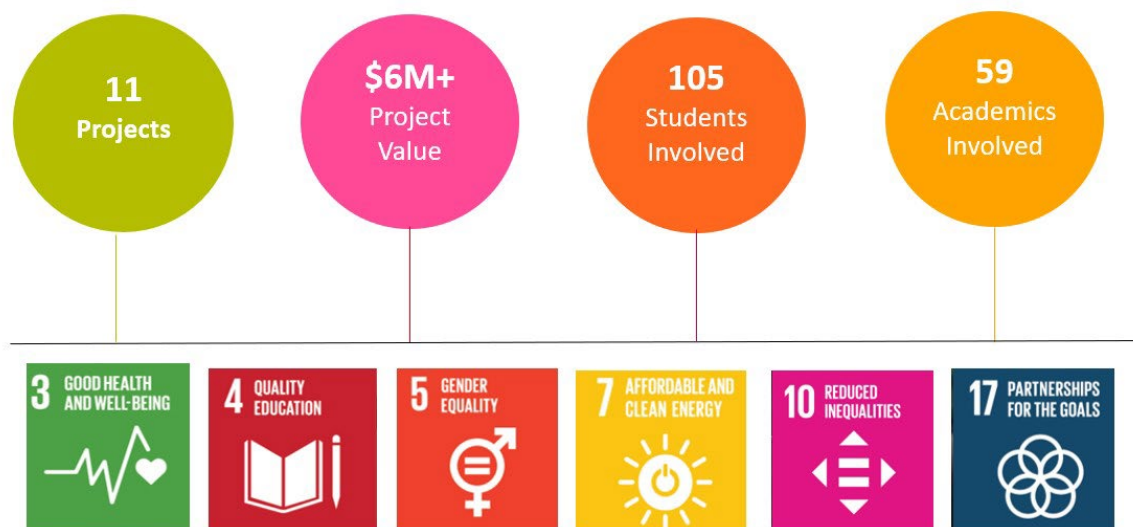 11
Projects
$6M+
Project
Value
105
Students
Involved
59
Academics
Involved
3 GOOD HEALTH
AND WELL-BEING
4 QUALITY
EDUCATION
5 GENDER
EQUALITY
7 AFFORDABLE AND
CLEAN ENERGY
10 REDUCED
INEQUALITIES
17 PARTNERSHIPS
FOR THE GOALS